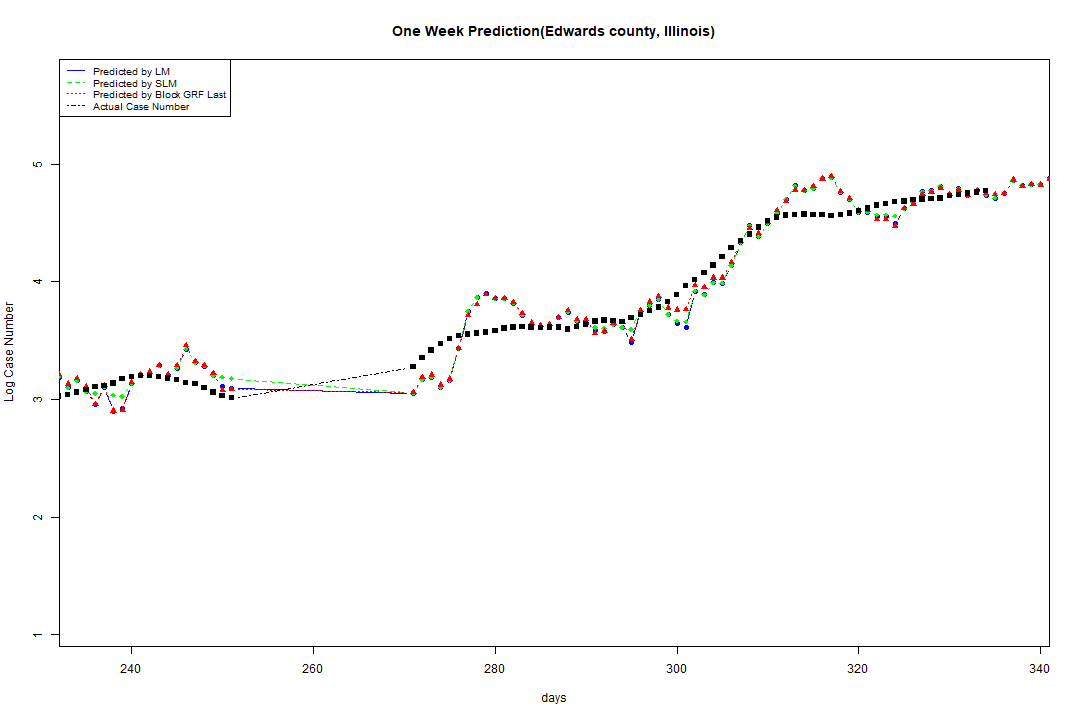 One Week Prediction(Edwards county, Illinois)
Predicted by LM
Predicted by SLM
Predicted by Block GRF Last
Actual Case Number
Log Case Number
5
4
3
2
1
240 260 280 300 320 340
days